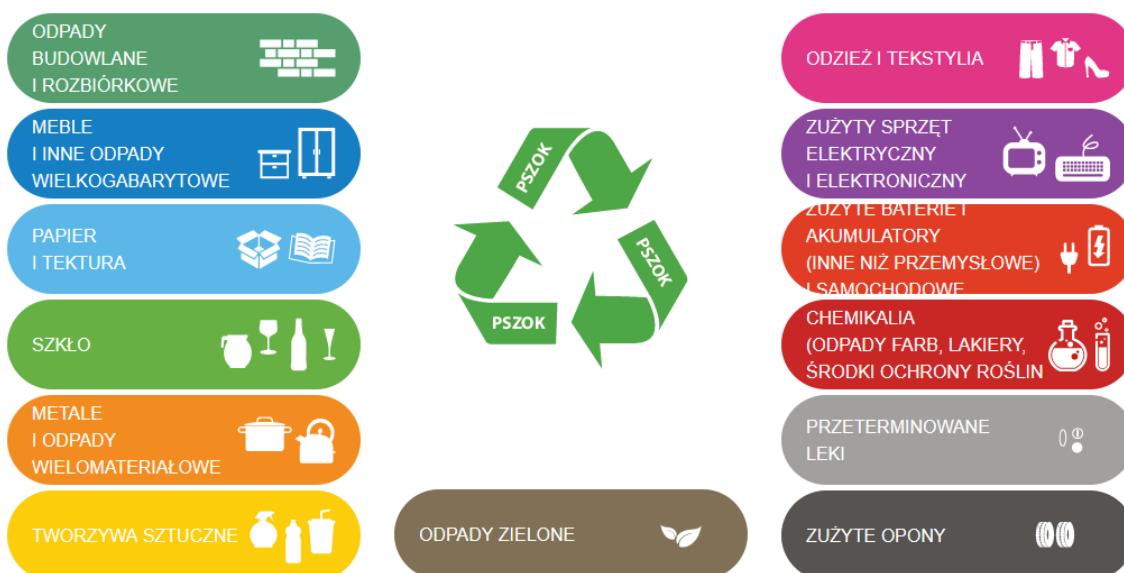 ODPADY
BUDOWLANE
I ROZBIÓRKOWE
MEBLE
I INNE ODPADY
WIELKOGABARYTOWE
PAPIER
I TEKTURA
SZKŁO
METALE
I ODPADY
WIELOMATERIAŁOWE
TWORZYWA SZTUCZNE
PSZOK
PSZOK
PSZOK
ODPADY ZIELONE
ODZIEŻ I TEKSTYLIA
ZUŻYTY SPRZĘT
ELEKTRYCZNY
I ELEKTRONICZNY
ZUŻYTE BATERIE I
AKUMULATORY
(INNE NIŻ PRZEMYSŁOWE)
I SAMOCHODOWE
CHEMIKALIA
(ODPADY FARB, LAKIERY,
ŚRODKI OCHRONY ROŚLIN
PRZETERMINOWANE
LEKI
ZUŻYTE OPONY